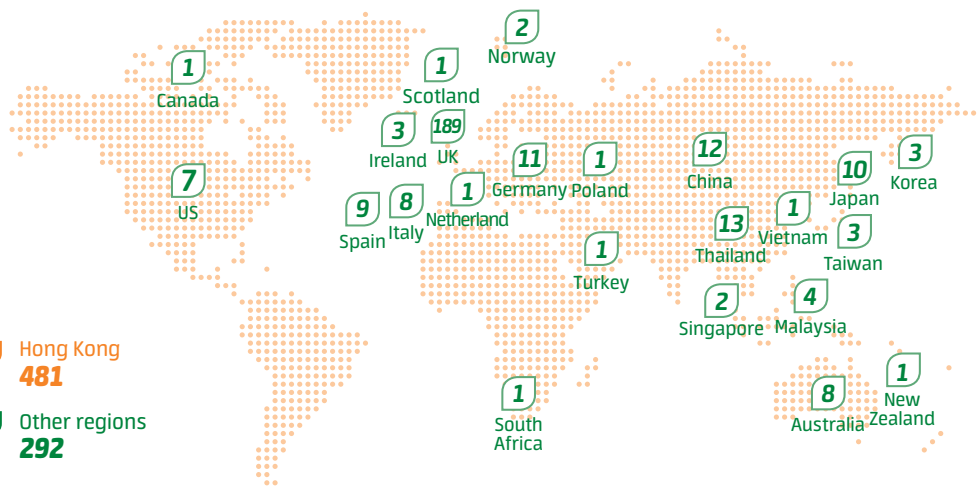 2
Norway
1
Canada
1
Scotland
3
Ireland
189
UK
11
Germany
1
Poland
12
China
10
Japan
3
Korea
7
US
9
Spain
8
Italy
1
Netherland
13
Thailand
1
Vietnam
3
Taiwan
1
Turkey
2
Singapore
4
Malaysia
Hong Kong
481
1
South
Africa
8
Australia
1
New
Zealand
Other regions
292